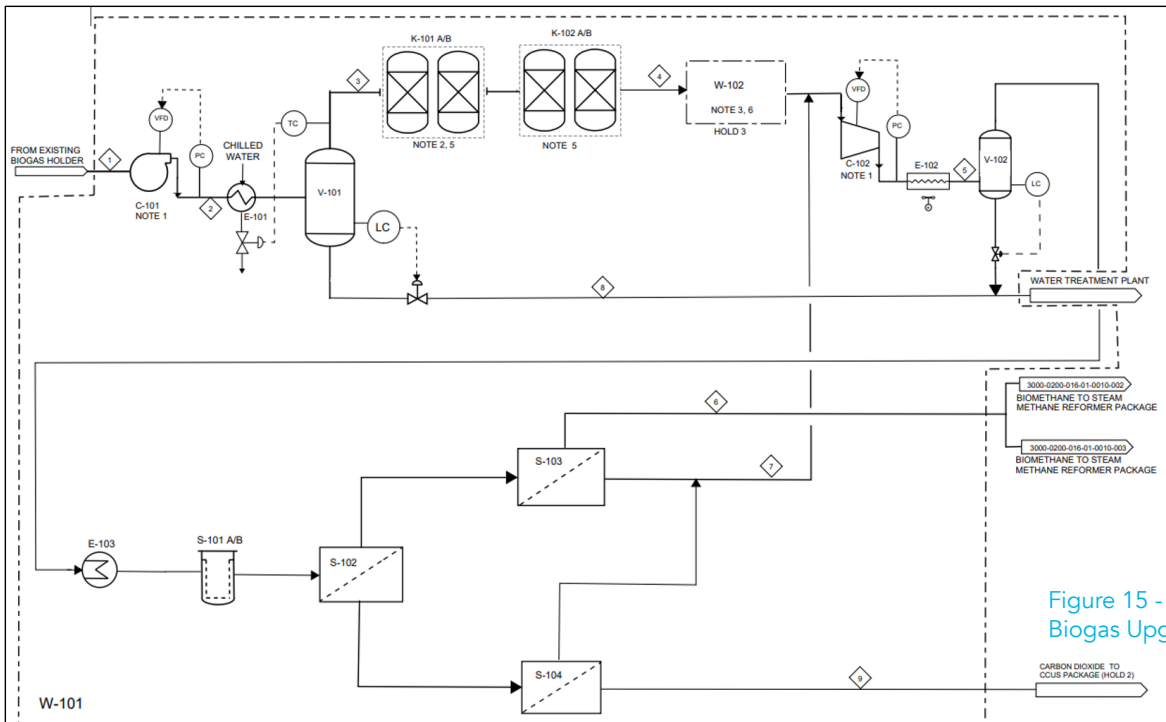 K-101 A/B
K-102 A/B
3
4
W-102
NOTE 3, 6
HOLD 3
NOTE 2, 5
NOTE 5
VFD
PC
TC
CHILLED
WATER
FROM EXISTING
BIOGAS HOLDER
1
C-101
NOTE 1
2
E-101
V-101
LC
VFD
PC
C-102
NOTE 1
E-102
5
V-102
LC
8
WATER TREATMENT PLANT
6
3000-0200-016-01-0010-002
BIOMETHANE TO STEAM
METHANE REFORMER PACKAGE
3000-0200-016-01-0010-003
BIOMETHANE TO STEAM
METHANE REFORMER PACKAGE
S-103
7
E-103
S-101 A/B
S-102
S-104
Figure 15 -
Biogas Upg
9
CARBON DIOXIDE TO
CCUS PACKAGE (HOLD 2)
W-101